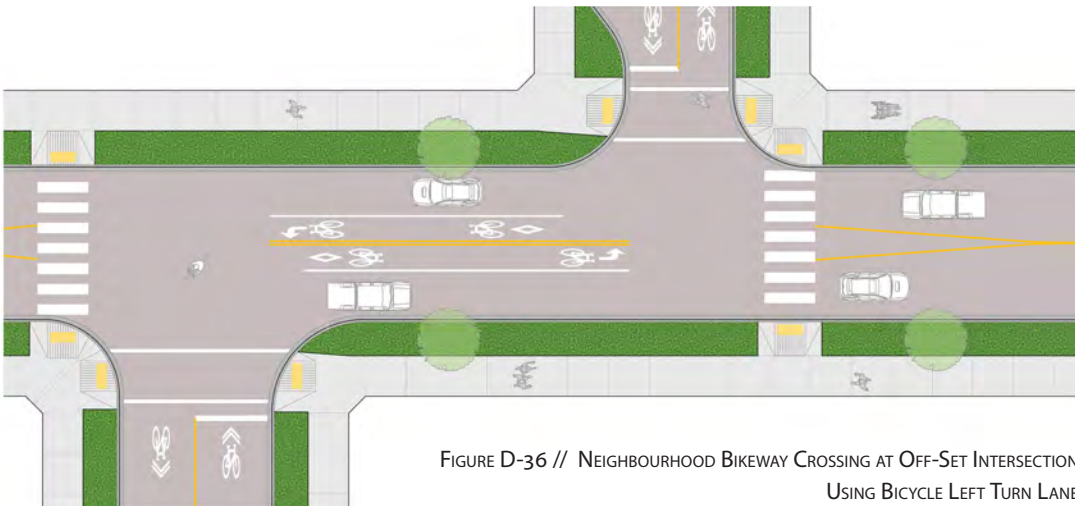 FIGURE D-36 // NEIGHBOURHOOD BIKEWAY CROSSING AT OFF-SET INTERSECTION
USING BICYCLE LEFT TURN LANE